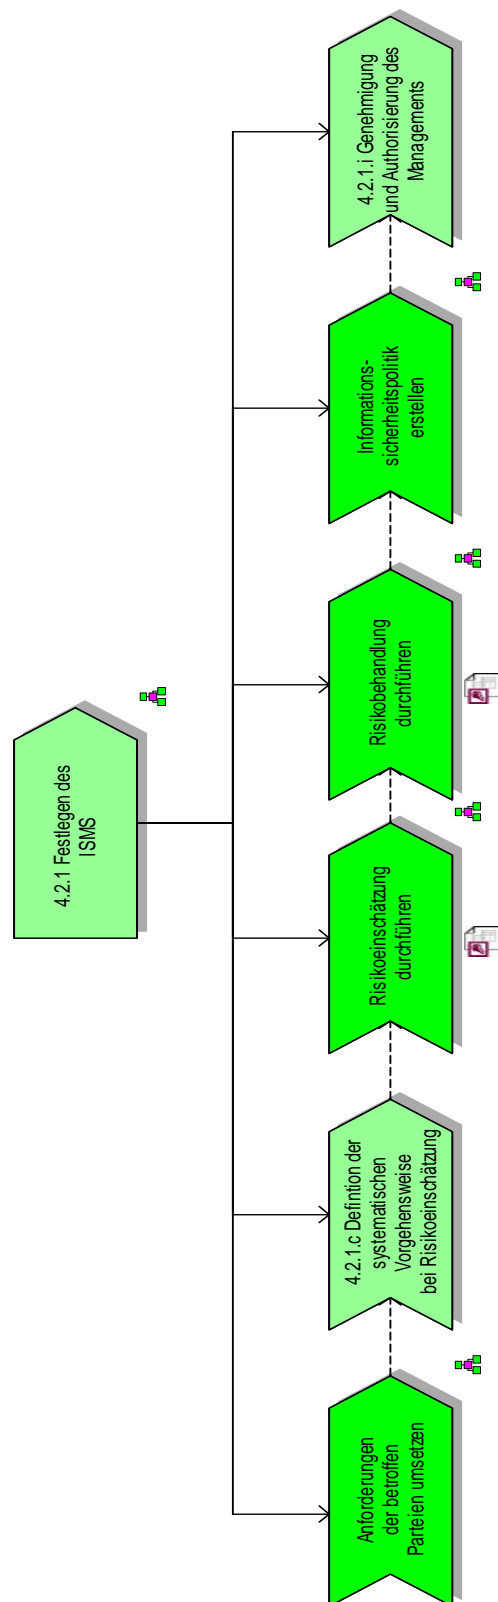 4.2.1 Festlegen des
ISMS
Anforderungen
der betroffen
Parteien umsetzen
4.2.1.c Defintion der
systematischen
Vorgehensweise
bei Risikoeinschätzung
Risikoeinschätzung
durchführen
Risikobehandlung
durchführen
Informations-
sicherheitspolitik
erstellen
4.2.1.i Genehmigung
und Authorisierung des
Managements